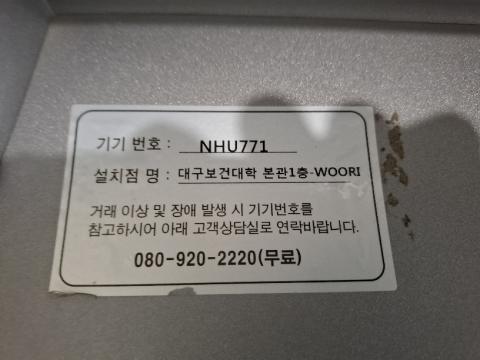 기기 번호 : NHU771
설치점 명 : 대구보건대학 본관1층-WOORI
거래 이상 및 장애 발생 시 기기번호를
참고하시어 아래 고객상담실로 연락바랍니다.
080-920-2220(무료)